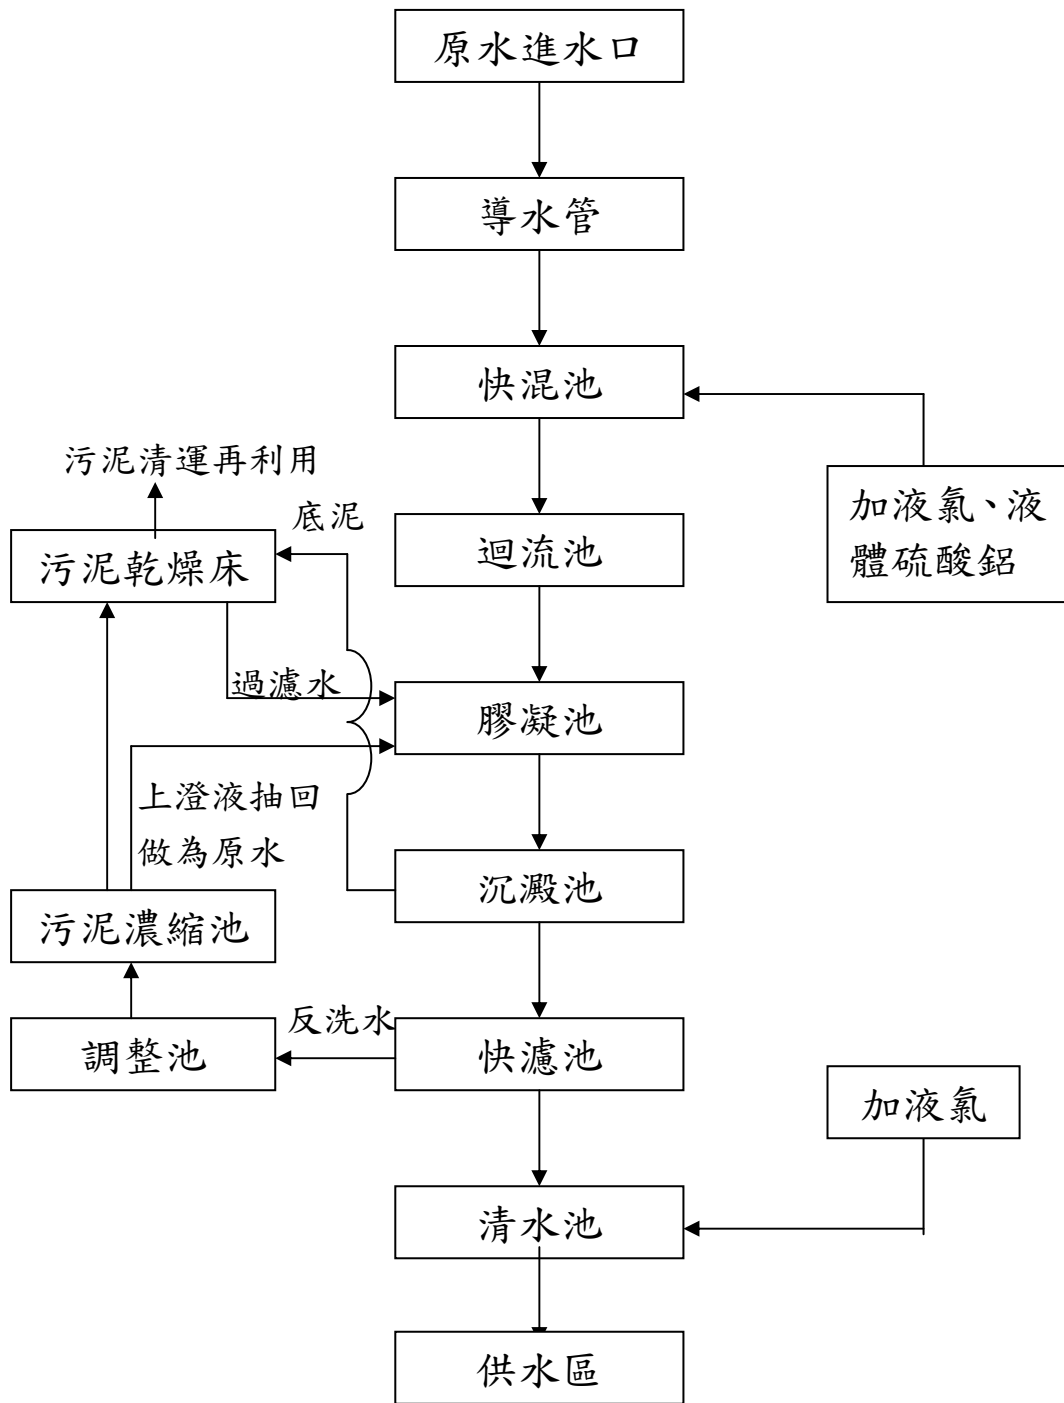 原水進水口
導水管
快混池
污泥清運再利用
底泥
加液氯、液
體硫酸鋁
污泥乾燥床
迴流池
過濾水
膠凝池
上澄液抽回
做為原水
沉澱池
污泥濃縮池
反洗水
調整池
快濾池
加液氯
清水池
供水區